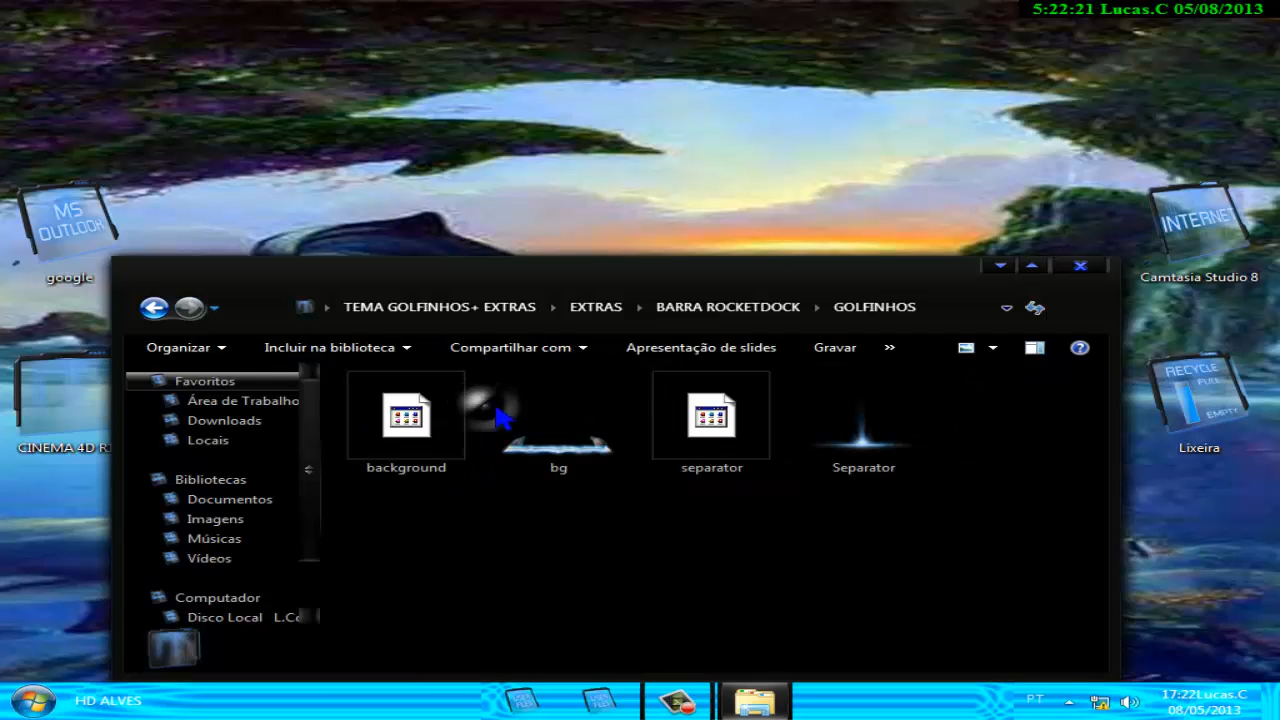 5:22:21 Lucas.C 05/08/2013
MS OUTLOOK
google
INTERNET
Camtasia Studio 8
TEMA GOLFINHOS+ EXTRAS
EXTRAS
BARRA ROCKETDOCK
GOLFINHOS
Organizar
Incluir na biblioteca
Compartilhar com
Apresentação de slides
Gravar
»
Favoritos
Área de Trabalho
Downloads
Locais
Bibliotecas
Documentos
Imagens
Músicas
Vídeos
Computador
Disco Local L.Co
background
bg
separator
Separator
CINEMA 4D R
RECYCLE
FULL
EMPTY
Lixeira
HD ALVES
PT
17:22Lucas.C
08/05/2013